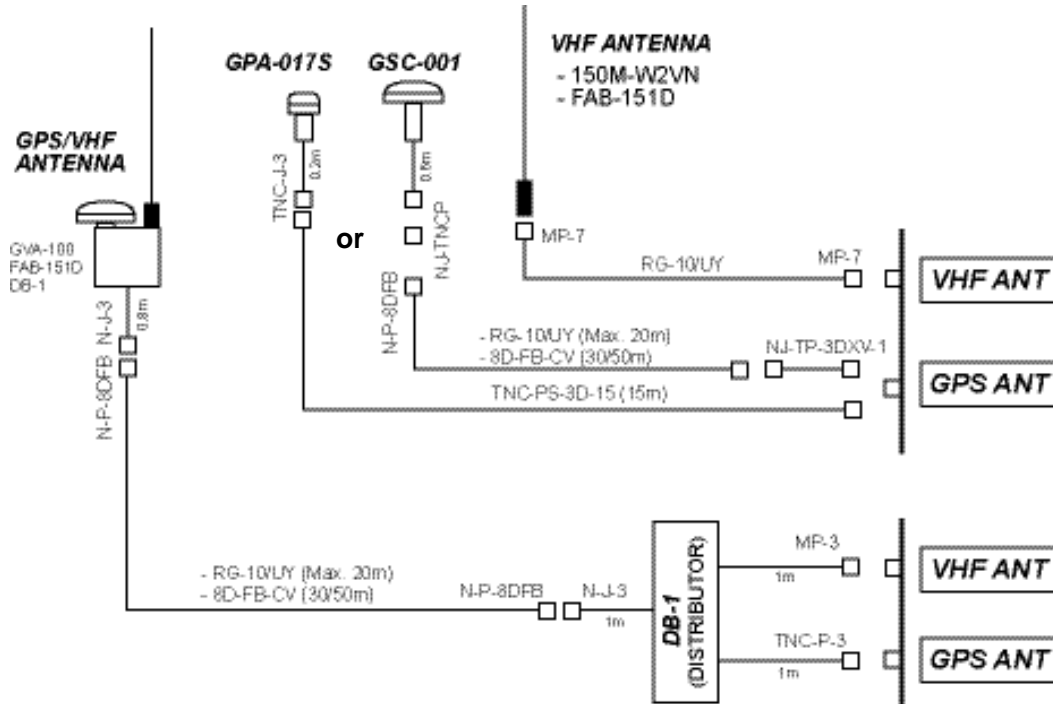 GPA-017S
GSC-001
VHF ANTENNA
- 150M-W2VN
- FAB-151D
GPS/VHF
ANTENNA
GVA-100
FAB-151D
DB-1
N-J-3
0.8m
N-P-8DFB
TNC-J-3
0.2m
or
0.6m
NJ-TNCP
N-P-8DFB
MP-7
RG-10/UY
MP-7
VHF ANT
- RG-10/UY (Max. 20m)
- 8D-FB-CV (30/50m)
NJ-TP-3DXV-1
TNC-PS-3D-15 (15m)
GPS ANT
- RG-10/UY (Max. 20m)
- 8D-FB-CV (30/50m)
N-P-8DFB
N-J-3
1m
DB-1
(DISTRIBUTOR)
MP-3
1m
VHF ANT
TNC-P-3
1m
GPS ANT